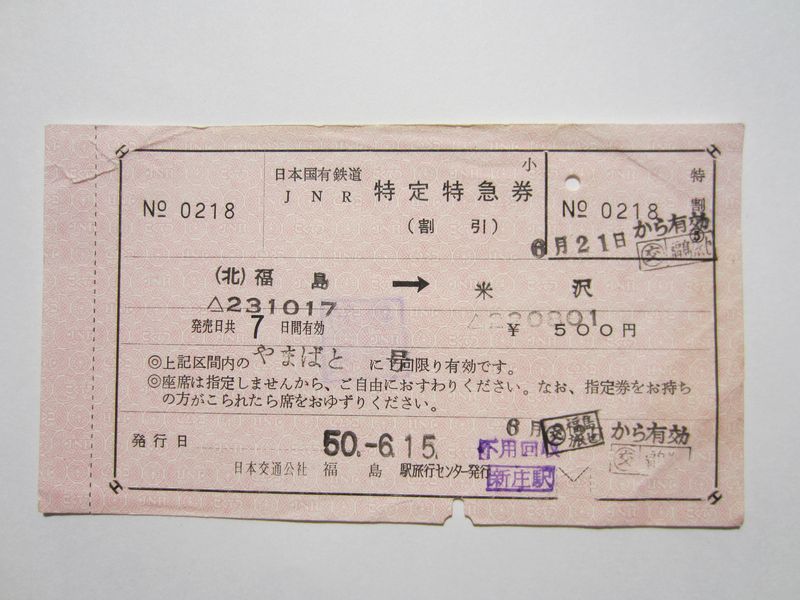 小 特
日本国有鉄道
JNR 特定特急券 割
№ 0218 (割引) № 0218
6月21日から有効
(北)福島 → 米沢
△231017
発売日共7日間有効 ¥ 500円
◎上記区間内のやまばと 号に1回限り有効です。
◎座席は指定しませんから、ご自由におすわりください。なお、指定券をお持ち
の方がこられたら席をおゆずりください。
6月 から有効
発行日 50.-6.15. 不用回収
日本交通公社 福島 駅旅行センター発行 新庄駅